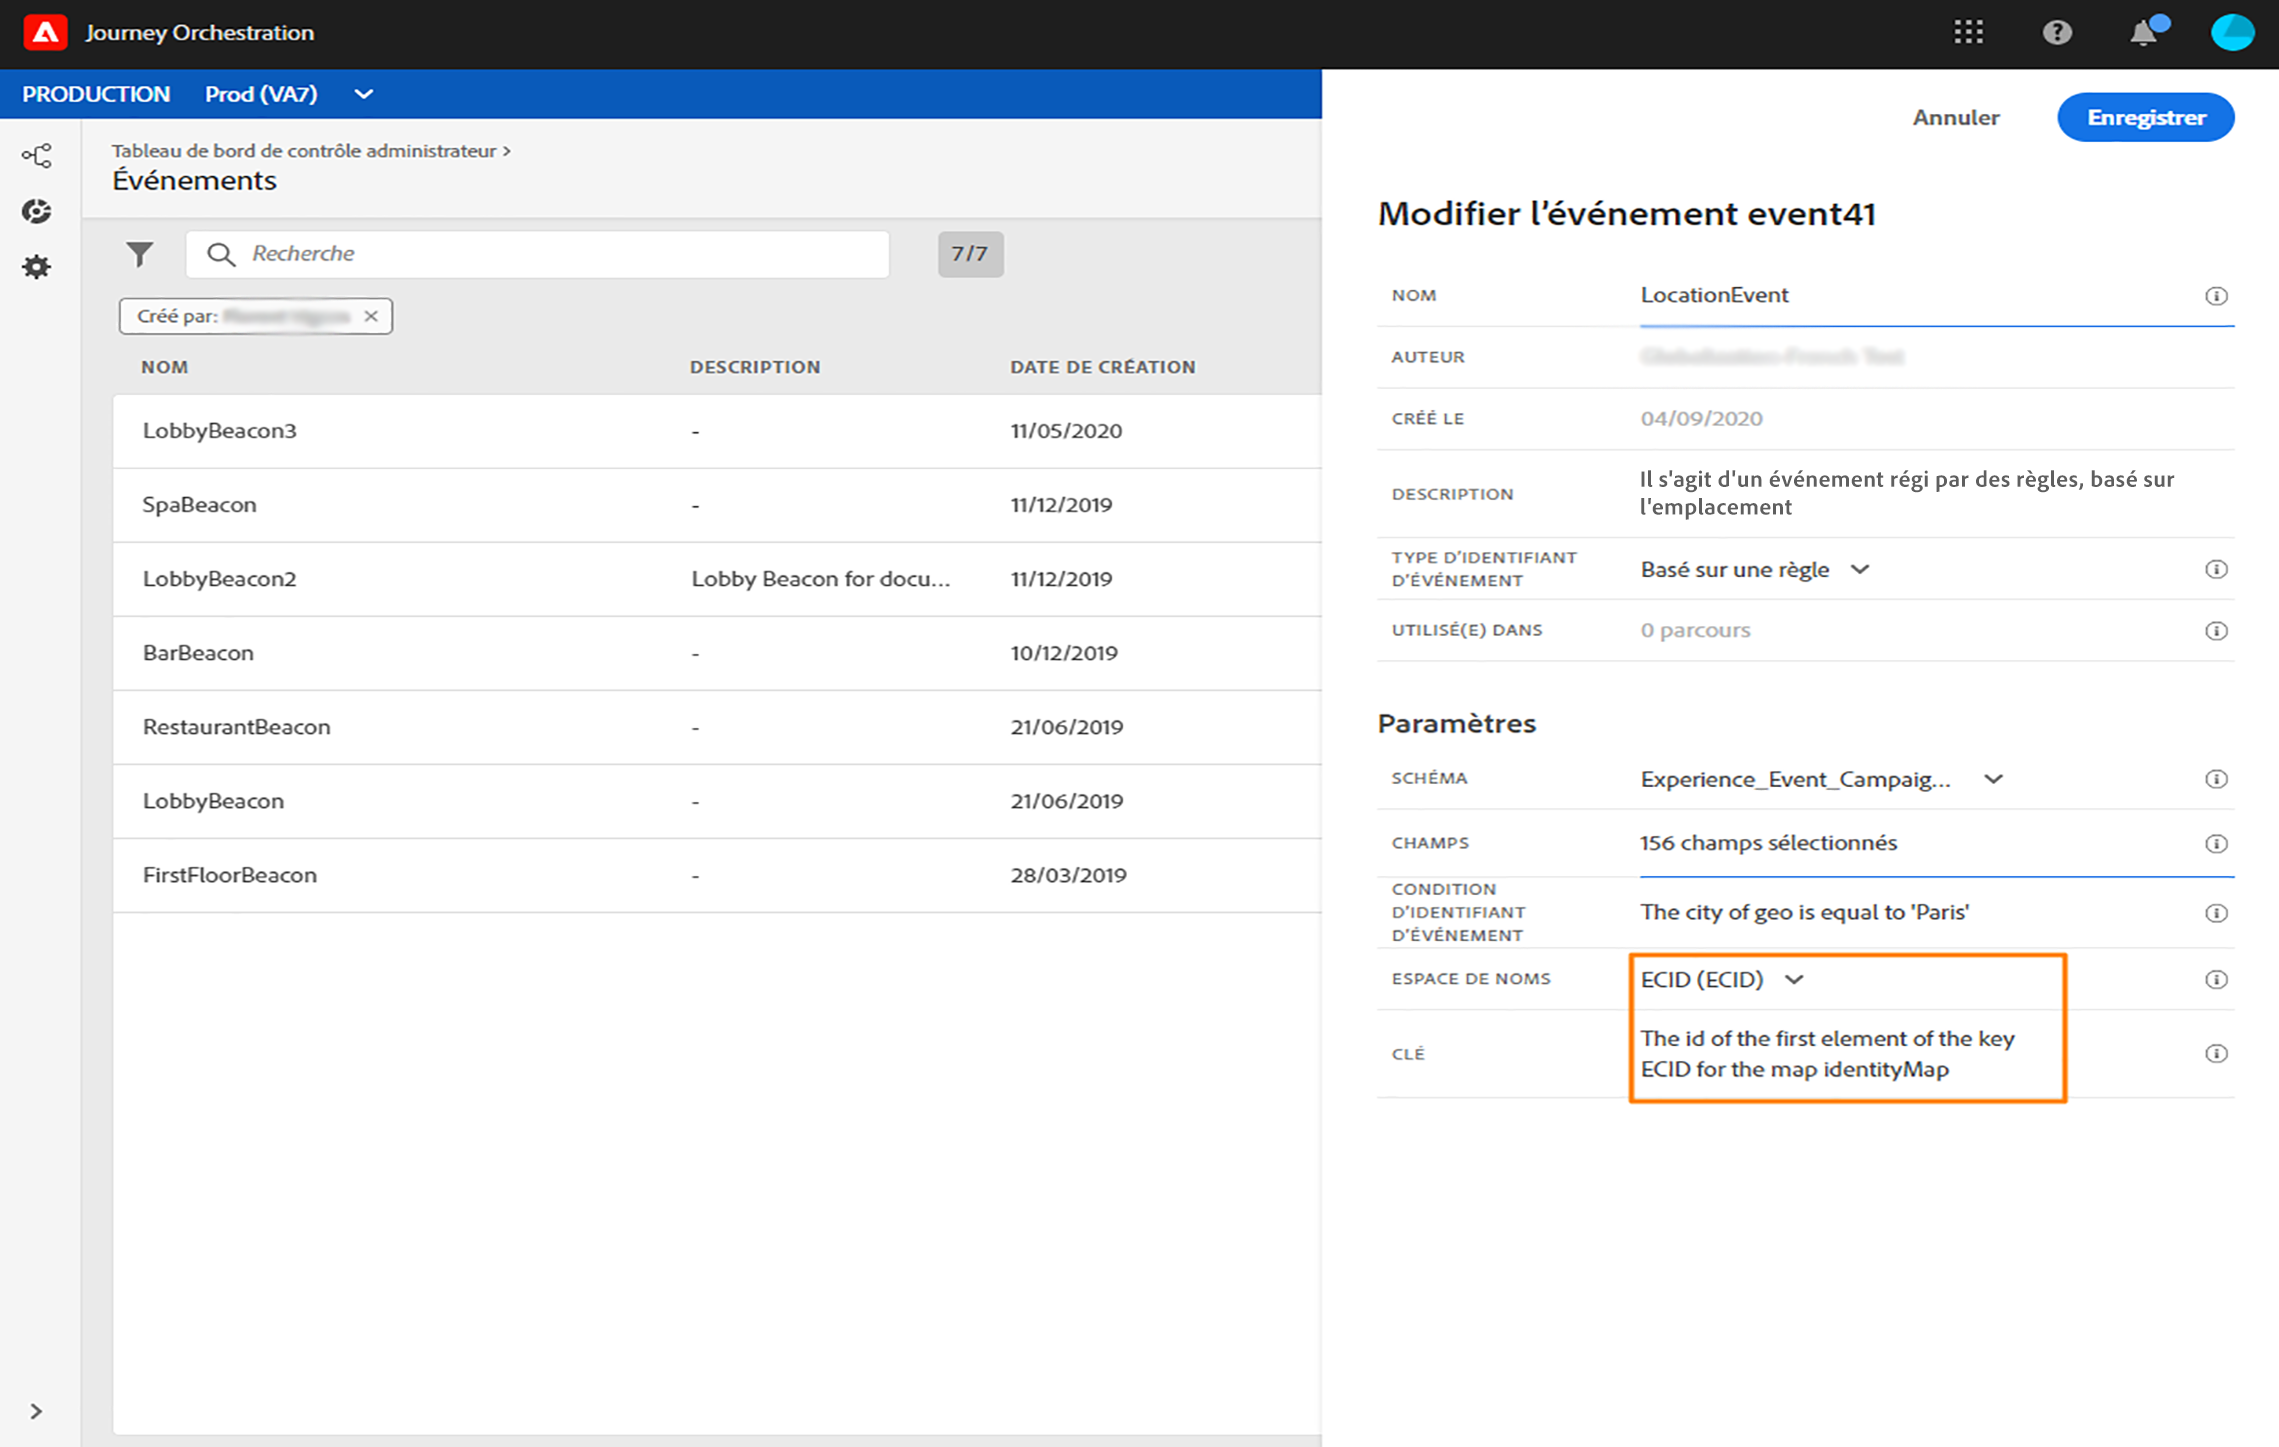 Journey Orchestration
PRODUCTION Prod (VA7)
Annuler Enregistrer
Tableau de bord de contrôle administrateur >
Événements
Recherche 7/7
Créé par:
NOM DESCRIPTION DATE DE CRÉATION
LobbyBeacon3 - 11/05/2020
SpaBeacon - 11/12/2019
LobbyBeacon2 Lobby Beacon for docu... 11/12/2019
BarBeacon - 10/12/2019
RestaurantBeacon - 21/06/2019
LobbyBeacon - 21/06/2019
FirstFloorBeacon - 28/03/2019
Modifier l’événement event41
NOM LocationEvent
AUTEUR
CRÉÉ LE 04/09/2020
DESCRIPTION Il s'agit d'un événement régi par des règles, basé sur
l'emplacement
TYPE D’IDENTIFIANT
D’ÉVÉNEMENT Basé sur une règle
UTILISÉ(E) DANS 0 parcours
Paramètres
SCHÉMA Experience_Event_Campaig...
CHAMPS 156 champs sélectionnés
CONDITION
D’IDENTIFIANT
D’ÉVÉNEMENT The city of geo is equal to 'Paris'
ESPACE DE NOMS ECID (ECID)
CLÉ The id of the first element of the key
ECID for the map identityMap